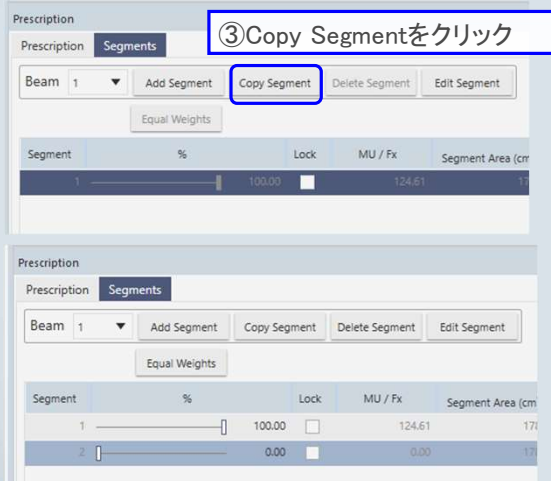 Prescription
③Copy Segmentをクリック
Prescription Segments
Beam 1 Add Segment Copy Segment Delete Segment Edit Segment
Equal Weights
Segment % Lock MU / Fx Segment Area (cm
1 100.00 124.61 17
Prescription
Prescription Segments
Beam 1 Add Segment Copy Segment Delete Segment Edit Segment
Equal Weights
Segment % Lock MU / Fx Segment Area (cm
1 100.00 124.61 178
2 0.00 0.00 178